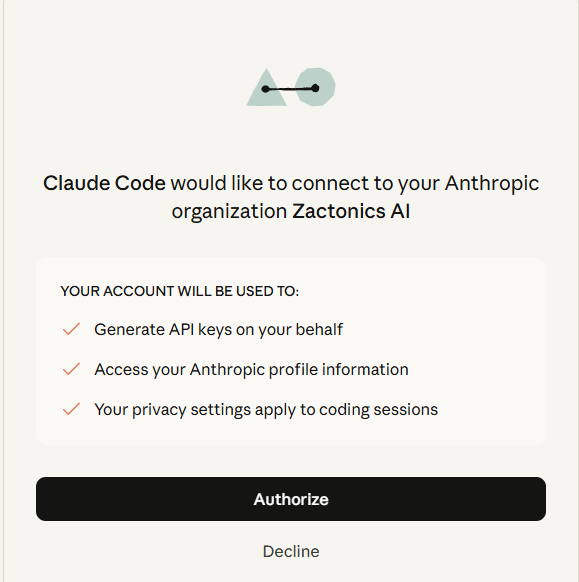 Claude Code would like to connect to your Anthropic
organization Zactonics AI
YOUR ACCOUNT WILL BE USED TO:
Generate API keys on your behalf
Access your Anthropic profile information
Your privacy settings apply to coding sessions
Authorize
Decline